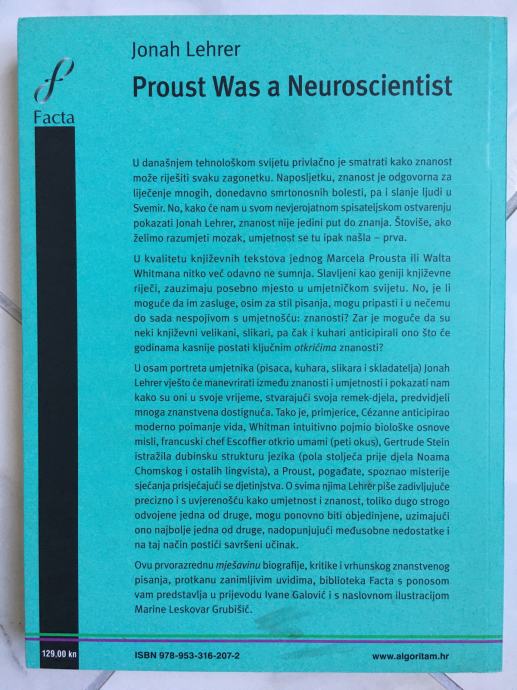 Jonah Lehrer
Proust Was a Neuroscientist
Facta
U današnjem tehnološkom svijetu privlačno je smatrati kako znanost
može riješiti svaku zagonetku. Naposljetku, znanost je odgovorna za
liječenje mnogih, donedavno smrtonosnih bolesti, pa i slanje ljudi u
Svemir. No, kako će nam u svom nevjerojatnom spisateljskom ostvarenju
pokazati Jonah Lehrer, znanost nije jedini put do znanja. Štoviše, ako
želimo razumjeti mozak, umjetnost se tu ipak našla – prva.
U kvalitetu književnih tekstova jednog Marcela Prousta ili Walta
Whitmana nitko već odavno ne sumnja. Slavljeni kao geniji književne
riječi, zauzimaju posebno mjesto u umjetničkom svijetu. No, je li
moguće da im zasluge, osim za stil pisanja, mogu pripasti i u nečemu
do sada nespojivom s umjetnošću: znanosti? Zar je moguće da su
neki književni velikani, slikari, pa čak i kuhari anticipirali ono što će
godinama kasnije postati ključnim otkrićima znanosti?
U osam portreta umjetnika (pisaca, kuhara, slikara i skladatelja) Jonah
Lehrer vješto će manevrirati između znanosti i umjetnosti i pokazati nam
kako su oni u svoje vrijeme, stvarajući svoja remek-djela, predvidjeli
mnoga znanstvena dostignuća. Tako je, primjerice, Cézanne anticipirao
moderno poimanje vida, Whitman intuitivno pojmio biološke osnove
misli, francuski chef Escoffier otkrio umami (peti okus), Gertrude Stein
istražila dubinsku strukturu jezika (pola stoljeća prije djela Noama
Chomskog i ostalih lingvista), a Proust, pogađate, spoznao misterije
sjećanja prisjećajući se djetinjstva. O svima njima Lehrer piše zadivljujuće
precizno i s uvjerenošću kako umjetnost i znanost, toliko dugo strogo
odvojene jedna od druge, mogu ponovno biti objedinjene, uzimajući
ono najbolje jedna od druge, nadopunjujući međusobne nedostatke i
na taj način postići savršeni učinak.
Ovu prvorazrednu mješavinu biografije, kritike i vrhunskog znanstvenog
pisanja, protkanu zanimljivim uvidima, biblioteka Facta s ponosom
vam predstavlja u prijevodu Ivane Galović i s naslovnom ilustracijom
Marine Leskovar Grubišić.
129,00 kn
ISBN 978-953-316-207-2
www.algoritam.hr